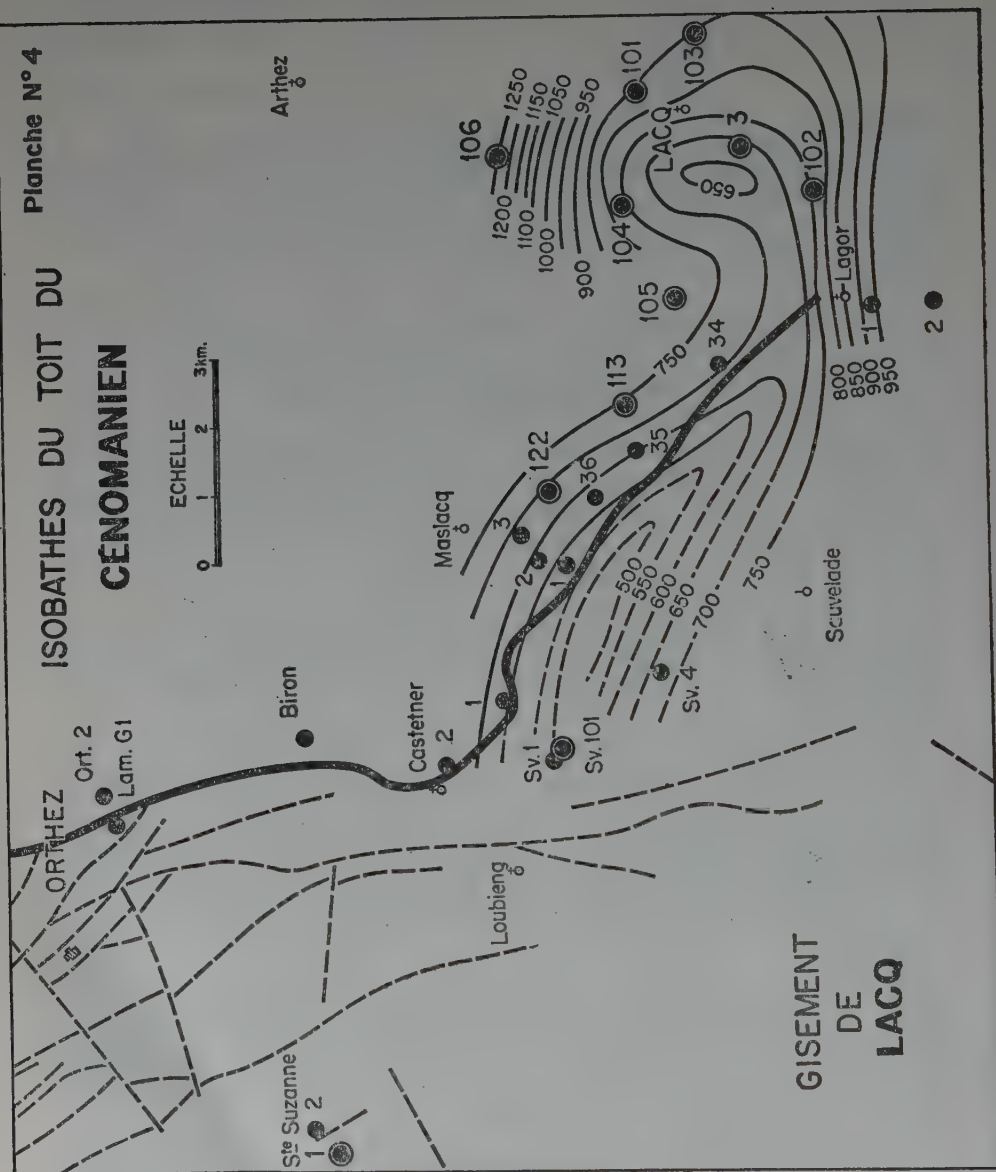 Planche N° 4
ISOBATHES DU TOIT DU
CÉNOMANIEN
ECHELLE
0 1 2 3km.
ORTHEZ
Ort. 2
Lam. G1
Biron
Castetner
2
1
Maslacq
3
2
1
36
35
34
122
113
105
104
106
101
103
LACQ
3
102
Arthez
1250
1200
1150
1100
1050
1000
950
900
750
650
Lagor
1
2
800
850
900
950
500
550
600
650
700
750
Sauvelade
Sv. 4
Sv. 1
Sv. 101
Loubieng
Ste Suzanne
1
2
GISEMENT
DE
LACQ